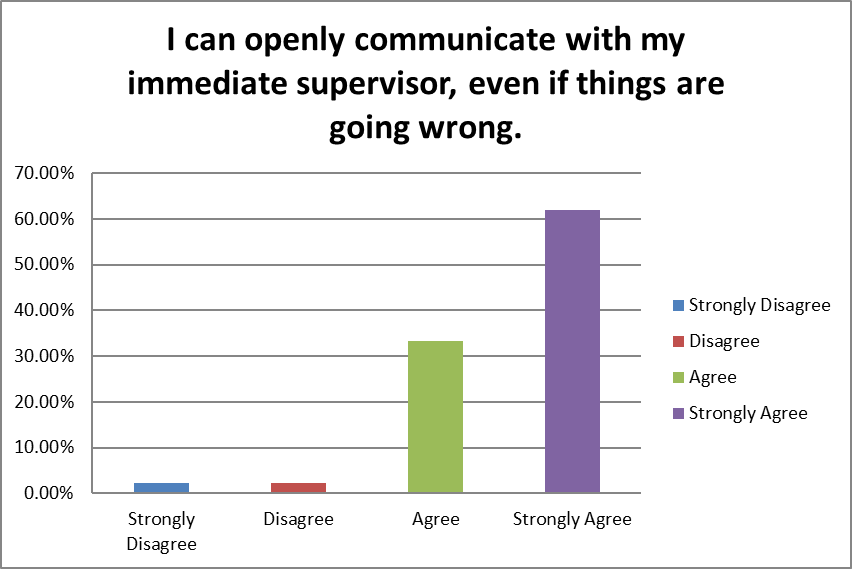 I can openly communicate with my
immediate supervisor, even if things are
going wrong.
70.00%
60.00%
50.00%
40.00%
30.00%
20.00%
10.00%
0.00%
Strongly
Disagree
Disagree
Agree
Strongly Agree
Strongly Disagree
Disagree
Agree
Strongly Agree